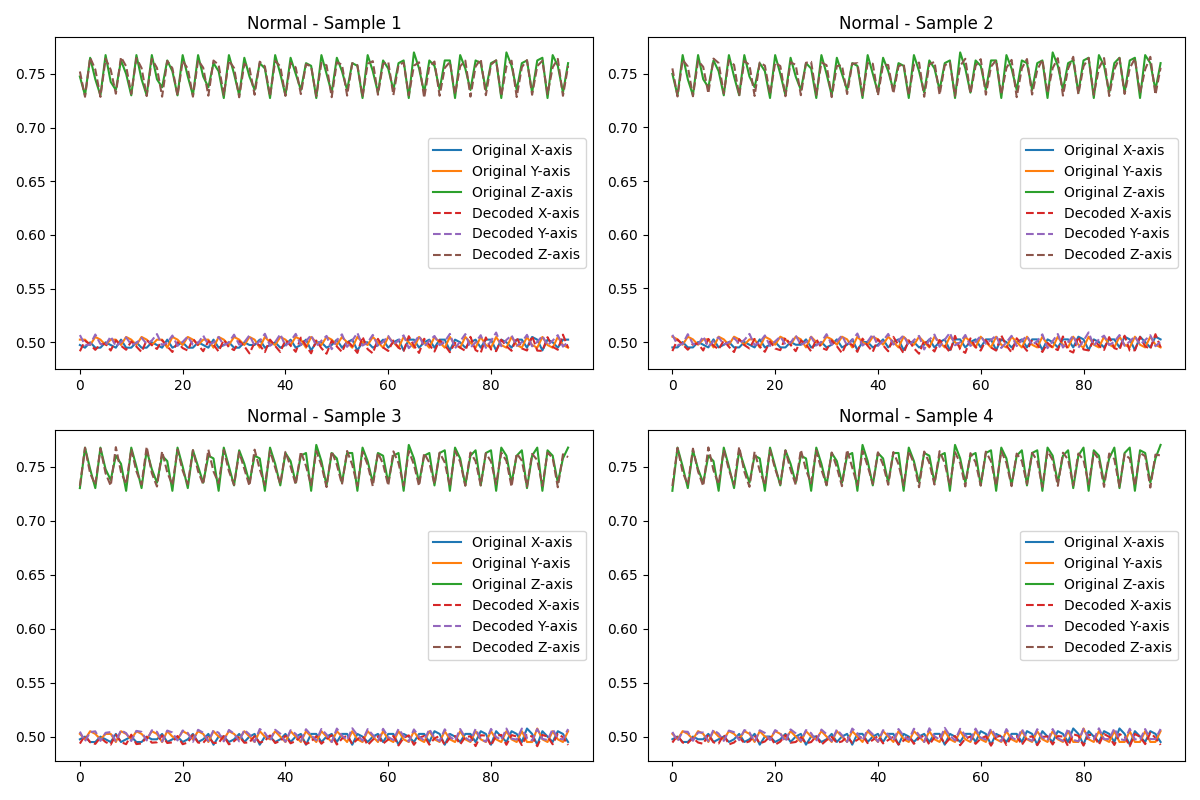 Normal - Sample 1
0.75
0.70
0.65
0.60
0.55
0.50
0
20
40
60
80
Original X-axis
Original Y-axis
Original Z-axis
Decoded X-axis
Decoded Y-axis
Decoded Z-axis
Normal - Sample 2
0.75
0.70
0.65
0.60
0.55
0.50
0
20
40
60
80
Original X-axis
Original Y-axis
Original Z-axis
Decoded X-axis
Decoded Y-axis
Decoded Z-axis
Normal - Sample 3
0.75
0.70
0.65
0.60
0.55
0.50
0
20
40
60
80
Original X-axis
Original Y-axis
Original Z-axis
Decoded X-axis
Decoded Y-axis
Decoded Z-axis
Normal - Sample 4
0.75
0.70
0.65
0.60
0.55
0.50
0
20
40
60
80
Original X-axis
Original Y-axis
Original Z-axis
Decoded X-axis
Decoded Y-axis
Decoded Z-axis